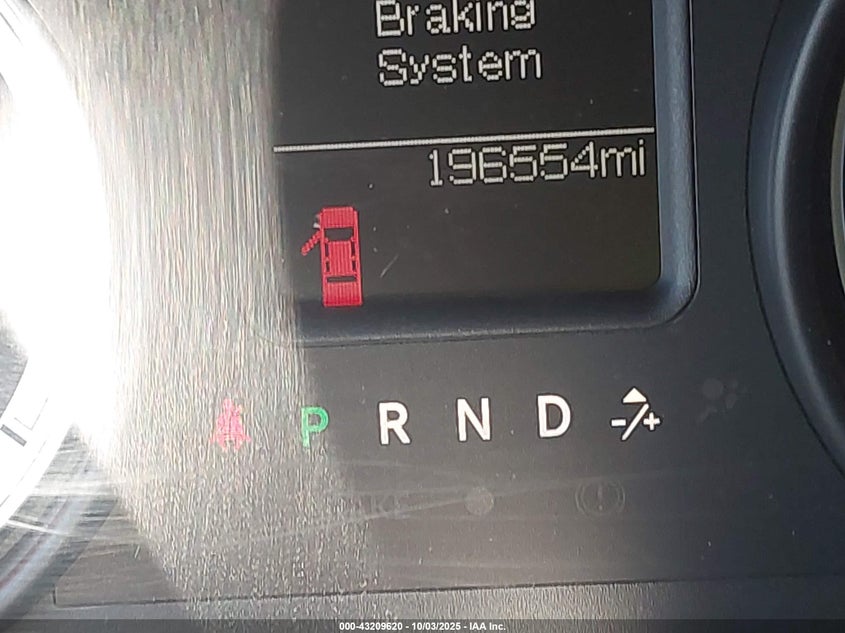 Braking
System
196554mi
P R N D -/+
000-43209620 - 10/03/2025 - IAA Inc.